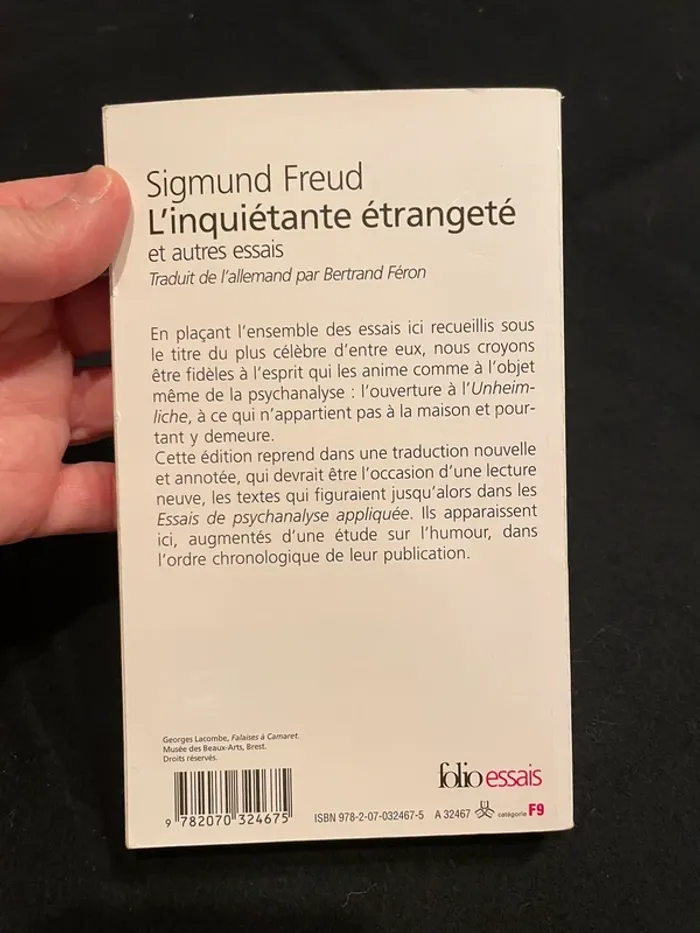 Sigmund Freud
L'inquiétante étrangeté
et autres essais
Traduit de l'allemand par Bertrand Féron
En plaçant l'ensemble des essais ici recueillis sous
le titre du plus célèbre d'entre eux, nous croyons
être fidèles à l'esprit qui les anime comme à l'objet
même de la psychanalyse : l'ouverture à l'Unheim-
liche, à ce qui n'appartient pas à la maison et pour-
tant y demeure.
Cette édition reprend dans une traduction nouvelle
et annotée, qui devrait être l'occasion d'une lecture
neuve, les textes qui figuraient jusqu'alors dans les
Essais de psychanalyse appliquée. Ils apparaissent
ici, augmentés d'une étude sur l'humour, dans
l'ordre chronologique de leur publication.
Georges Lacombe, Falaises à Camaret.
Musée des Beaux-Arts, Brest.
Droits réservés.
folio essais
9 782070 324675
ISBN 978-2-07-032467-5 A 32467 catégorie F9